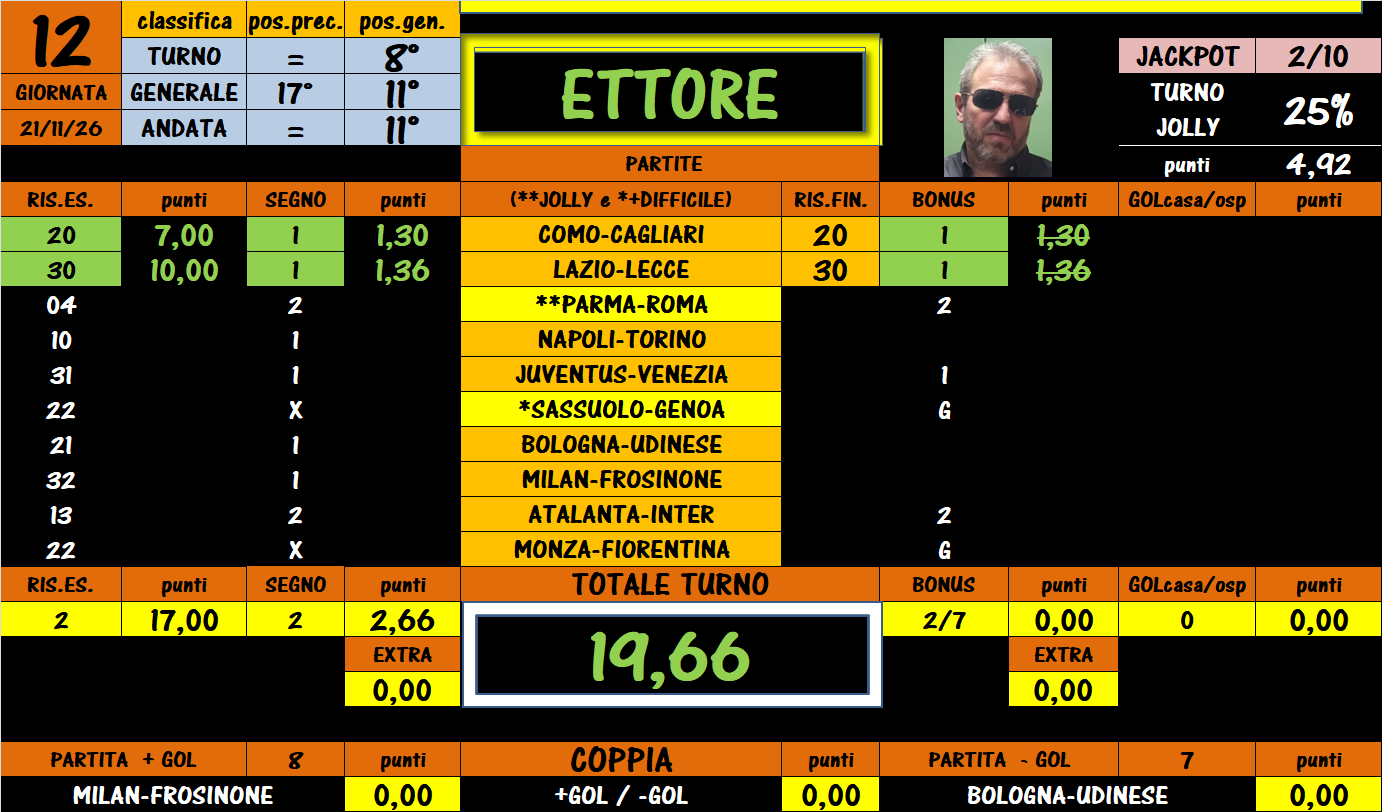 12 classifica pos.prec. pos.gen.
TURNO = 8° ETTORE JACKPOT 2/10
GIORNATA GENERALE 17° 11° TURNO 25%
21/11/26 ANDATA = 11° JOLLY
PARTITE punti 4,92
RIS.ES. punti SEGNO punti (**JOLLY e *+DIFFICILE) RIS.FIN. BONUS punti GOLcasa/osp punti
20 7,00 1 1,30 COMO-CAGLIARI 20 1 1,30
30 10,00 1 1,36 LAZIO-LECCE 30 1 1,36
04 2 **PARMA-ROMA 2
10 1 NAPOLI-TORINO
31 1 JUVENTUS-VENEZIA 1
22 X *SASSUOLO-GENOA G
21 1 BOLOGNA-UDINESE
32 1 MILAN-FROSINONE
13 2 ATALANTA-INTER 2
22 X MONZA-FIORENTINA G
RIS.ES. punti SEGNO punti TOTALE TURNO BONUS punti GOLcasa/osp punti
2 17,00 2 2,66 19,66 2/7 0,00 0 0,00
EXTRA EXTRA
0,00 0,00
PARTITA + GOL 8 punti COPPIA punti PARTITA - GOL 7 punti
MILAN-FROSINONE 0,00 +GOL / -GOL 0,00 BOLOGNA-UDINESE 0,00